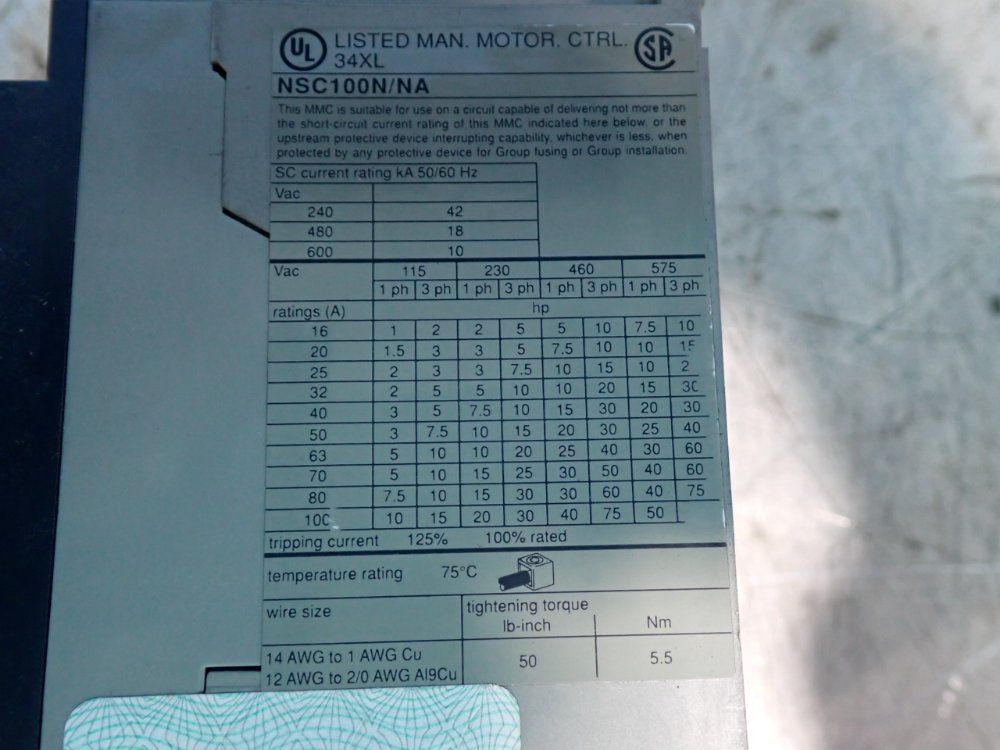 UL LISTED MAN. MOTOR. CTRL. SA
34XL
NSC100N/NA
This MMC is suitable for use on a circuit capable of delivering not more than
the short-circuit current rating of this MMC indicated here below, or the
upstream protective device interrupting capability, whichever is less, when
protected by any protective device for Group fusing or Group installation.
SC current rating kA 50/60 Hz
Vac
240 42
480 18
600 10
Vac 115 230 460 575
1 ph 3 ph 1 ph 3 ph 1 ph 3 ph 1 ph 3 ph
ratings (A) hp
16 1 2 2 5 5 10 7.5 10
20 1.5 3 3 5 7.5 10 10 15
25 2 3 3 7.5 10 15 10 2
32 2 5 5 10 10 20 15 30
40 3 5 7.5 10 15 30 20 30
50 3 7.5 10 15 20 30 25 40
63 5 10 10 20 25 40 30 60
70 5 10 15 25 30 50 40 60
80 7.5 10 15 30 30 60 40 75
100 10 15 20 30 40 75 50
tripping current 125% 100% rated
temperature rating 75°C
wire size tightening torque
lb-inch Nm
14 AWG to 1 AWG Cu 50 5.5
12 AWG to 2/0 AWG Al9Cu